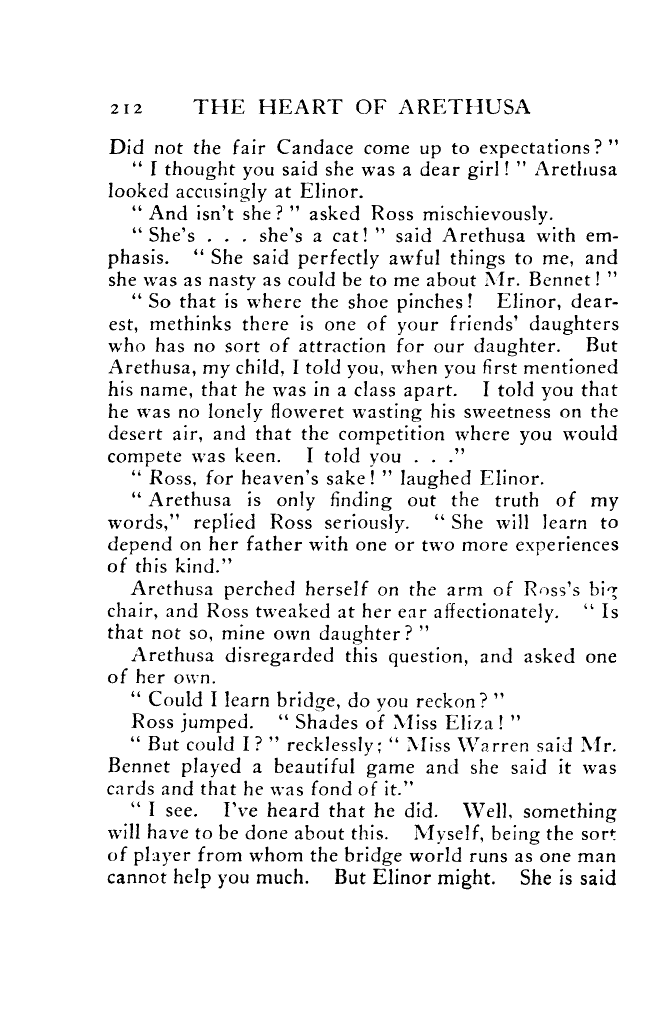 212 THE HEART OF ARETHUSA
Did not the fair Candace come up to expectations?"
"I thought you said she was a dear girl!" Arethusa
looked accusingly at Elinor.
"And isn't she?" asked Ross mischievously.
"She's . . . she's a cat!" said Arethusa with em-
phasis. "She said perfectly awful things to me, and
she was as nasty as could be to me about Mr. Bennet!"
"So that is where the shoe pinches! Elinor, dear-
est, methinks there is one of your friends' daughters
who has no sort of attraction for our daughter. But
Arethusa, my child, I told you, when you first mentioned
his name, that he was in a class apart. I told you that
he was no lonely floweret wasting his sweetness on the
desert air, and that the competition where you would
compete was keen. I told you . . ."
"Ross, for heaven's sake!" laughed Elinor.
"Arethusa is only finding out the truth of my
words," replied Ross seriously. "She will learn to
depend on her father with one or two more experiences
of this kind."
Arethusa perched herself on the arm of Ross's big
chair, and Ross tweaked at her ear affectionately. "Is
that not so, mine own daughter?"
Arethusa disregarded this question, and asked one
of her own.
"Could I learn bridge, do you reckon?"
Ross jumped. "Shades of Miss Eliza!"
"But could I?" recklessly; "Miss Warren said Mr.
Bennet played a beautiful game and she said it was
cards and that he was fond of it."
"I see. I've heard that he did. Well, something
will have to be done about this. Myself, being the sort
of player from whom the bridge world runs as one man
cannot help you much. But Elinor might. She is said